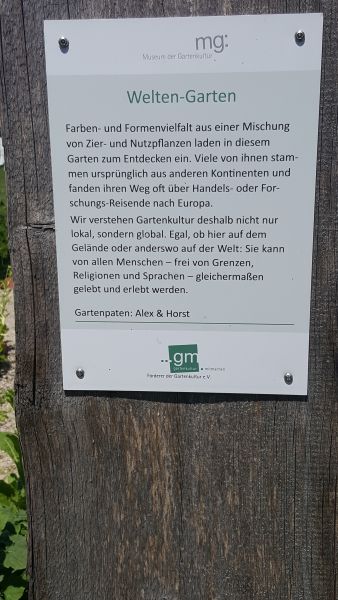 mg:
Museum der Gartenkultur
Welten-Garten
Farben- und Formenvielfalt aus einer Mischung
von Zier- und Nutzpflanzen laden in diesem
Garten zum Entdecken ein. Viele von ihnen stam-
men ursprünglich aus anderen Kontinenten und
fanden ihren Weg oft über Handels- oder For-
schungs-Reisende nach Europa.
Wir verstehen Gartenkultur deshalb nicht nur
lokal, sondern global. Egal, ob hier auf dem
Gelände oder anderswo auf der Welt: Sie kann
von allen Menschen – frei von Grenzen,
Religionen und Sprachen – gleichermaßen
gelebt und erlebt werden.
Gartenpaten: Alex & Horst
...gm
gartenkultur
Förderer der Gartenkultur e.V.